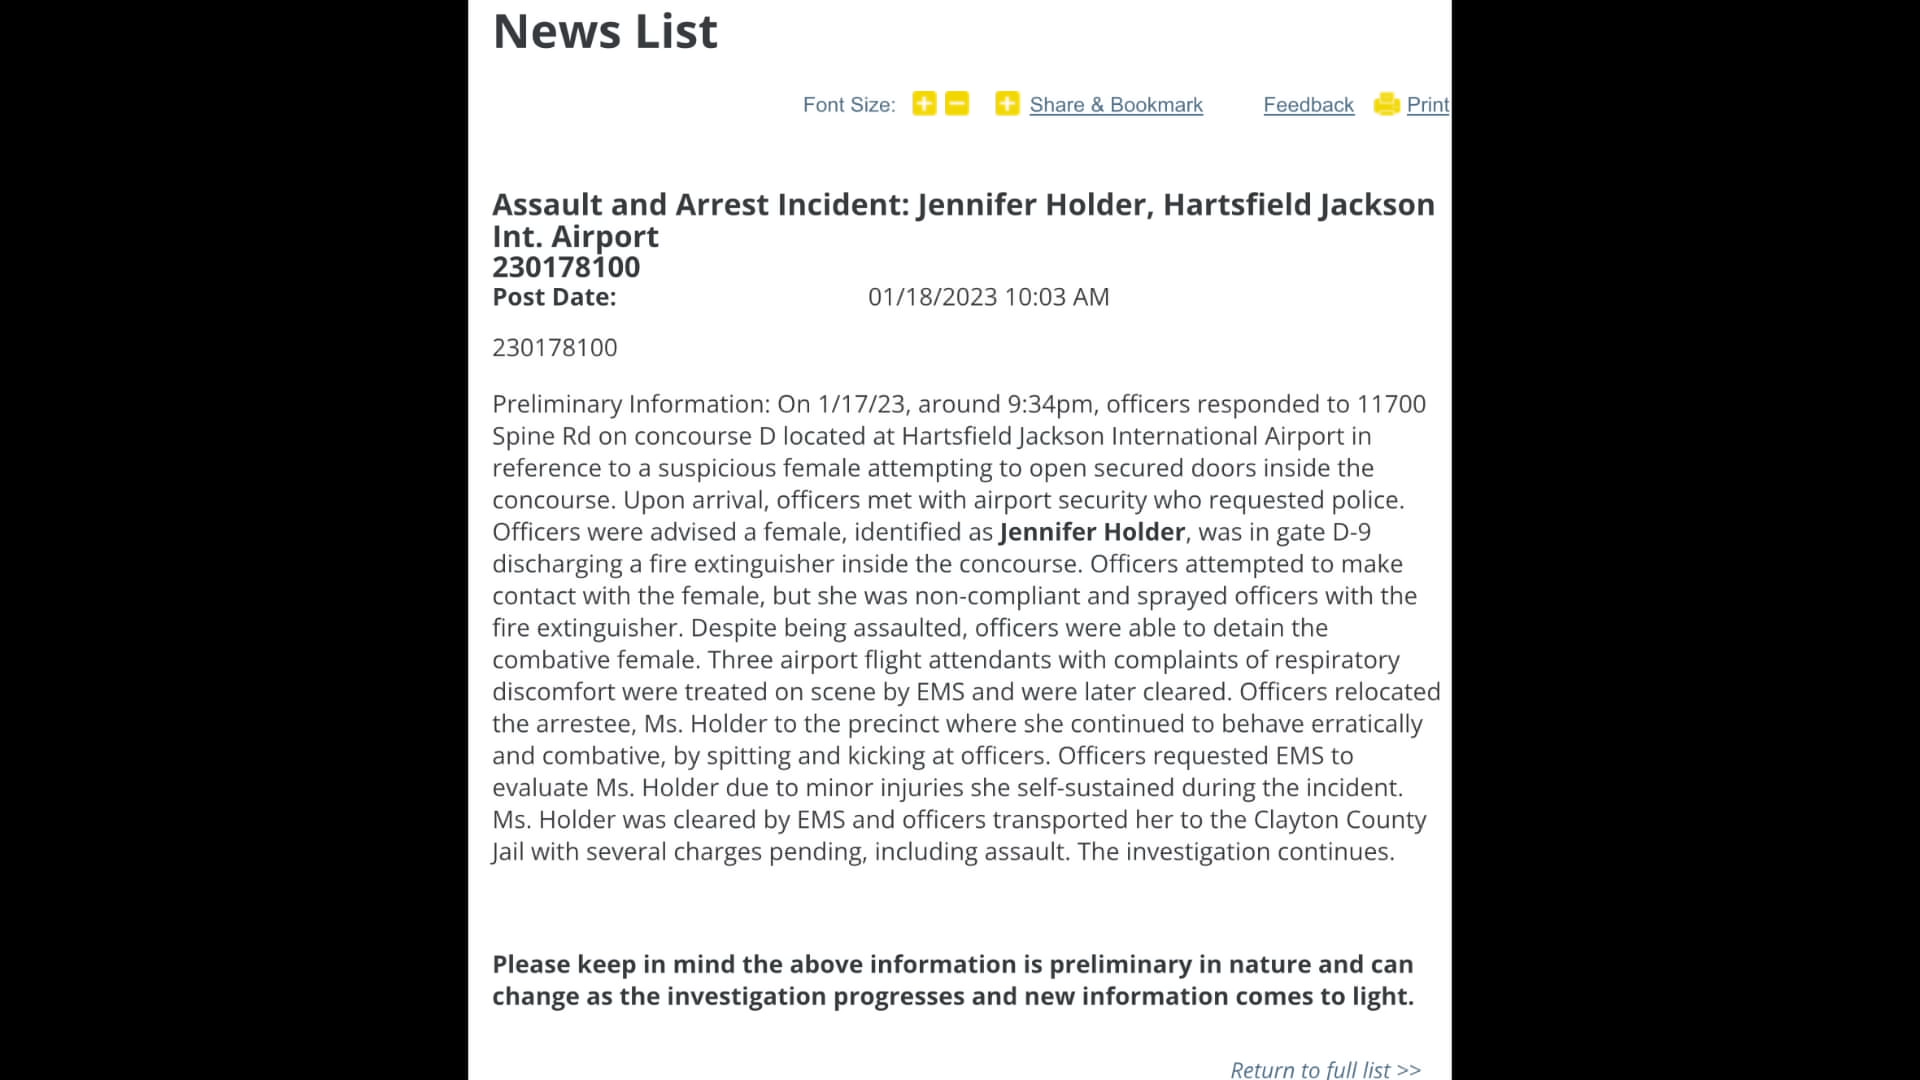 News List
Font Size: Share & Bookmark Feedback Print
Assault and Arrest Incident: Jennifer Holder, Hartsfield Jackson
Int. Airport
230178100
Post Date: 01/18/2023 10:03 AM
230178100
Preliminary Information: On 1/17/23, around 9:34pm, officers responded to 11700
Spine Rd on concourse D located at Hartsfield Jackson International Airport in
reference to a suspicious female attempting to open secured doors inside the
concourse. Upon arrival, officers met with airport security who requested police.
Officers were advised a female, identified as Jennifer Holder, was in gate D-9
discharging a fire extinguisher inside the concourse. Officers attempted to make
contact with the female, but she was non-compliant and sprayed officers with the
fire extinguisher. Despite being assaulted, officers were able to detain the
combative female. Three airport flight attendants with complaints of respiratory
discomfort were treated on scene by EMS and were later cleared. Officers relocated
the arrestee, Ms. Holder to the precinct where she continued to behave erratically
and combative, by spitting and kicking at officers. Officers requested EMS to
evaluate Ms. Holder due to minor injuries she self-sustained during the incident.
Ms. Holder was cleared by EMS and officers transported her to the Clayton County
Jail with several charges pending, including assault. The investigation continues.
Please keep in mind the above information is preliminary in nature and can
change as the investigation progresses and new information comes to light.
Return to full list >>